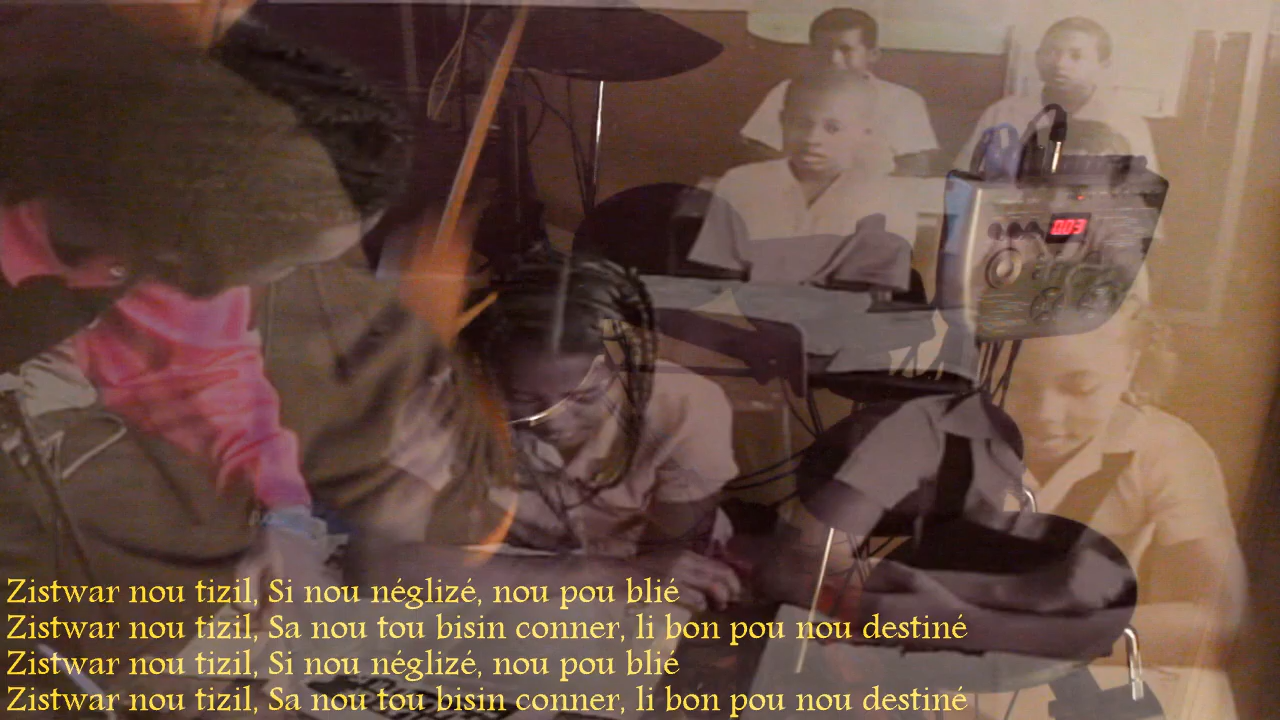 003
Zistwar nou tizil, Si nou néglizé, nou pou blié
Zistwar nou tizil, Sa nou tou bisin conner, li bon pou nou destiné
Zistwar nou tizil, Si nou néglizé, nou pou blié
Zistwar nou tizil, Sa nou tou bisin conner, li bon pou nou destiné